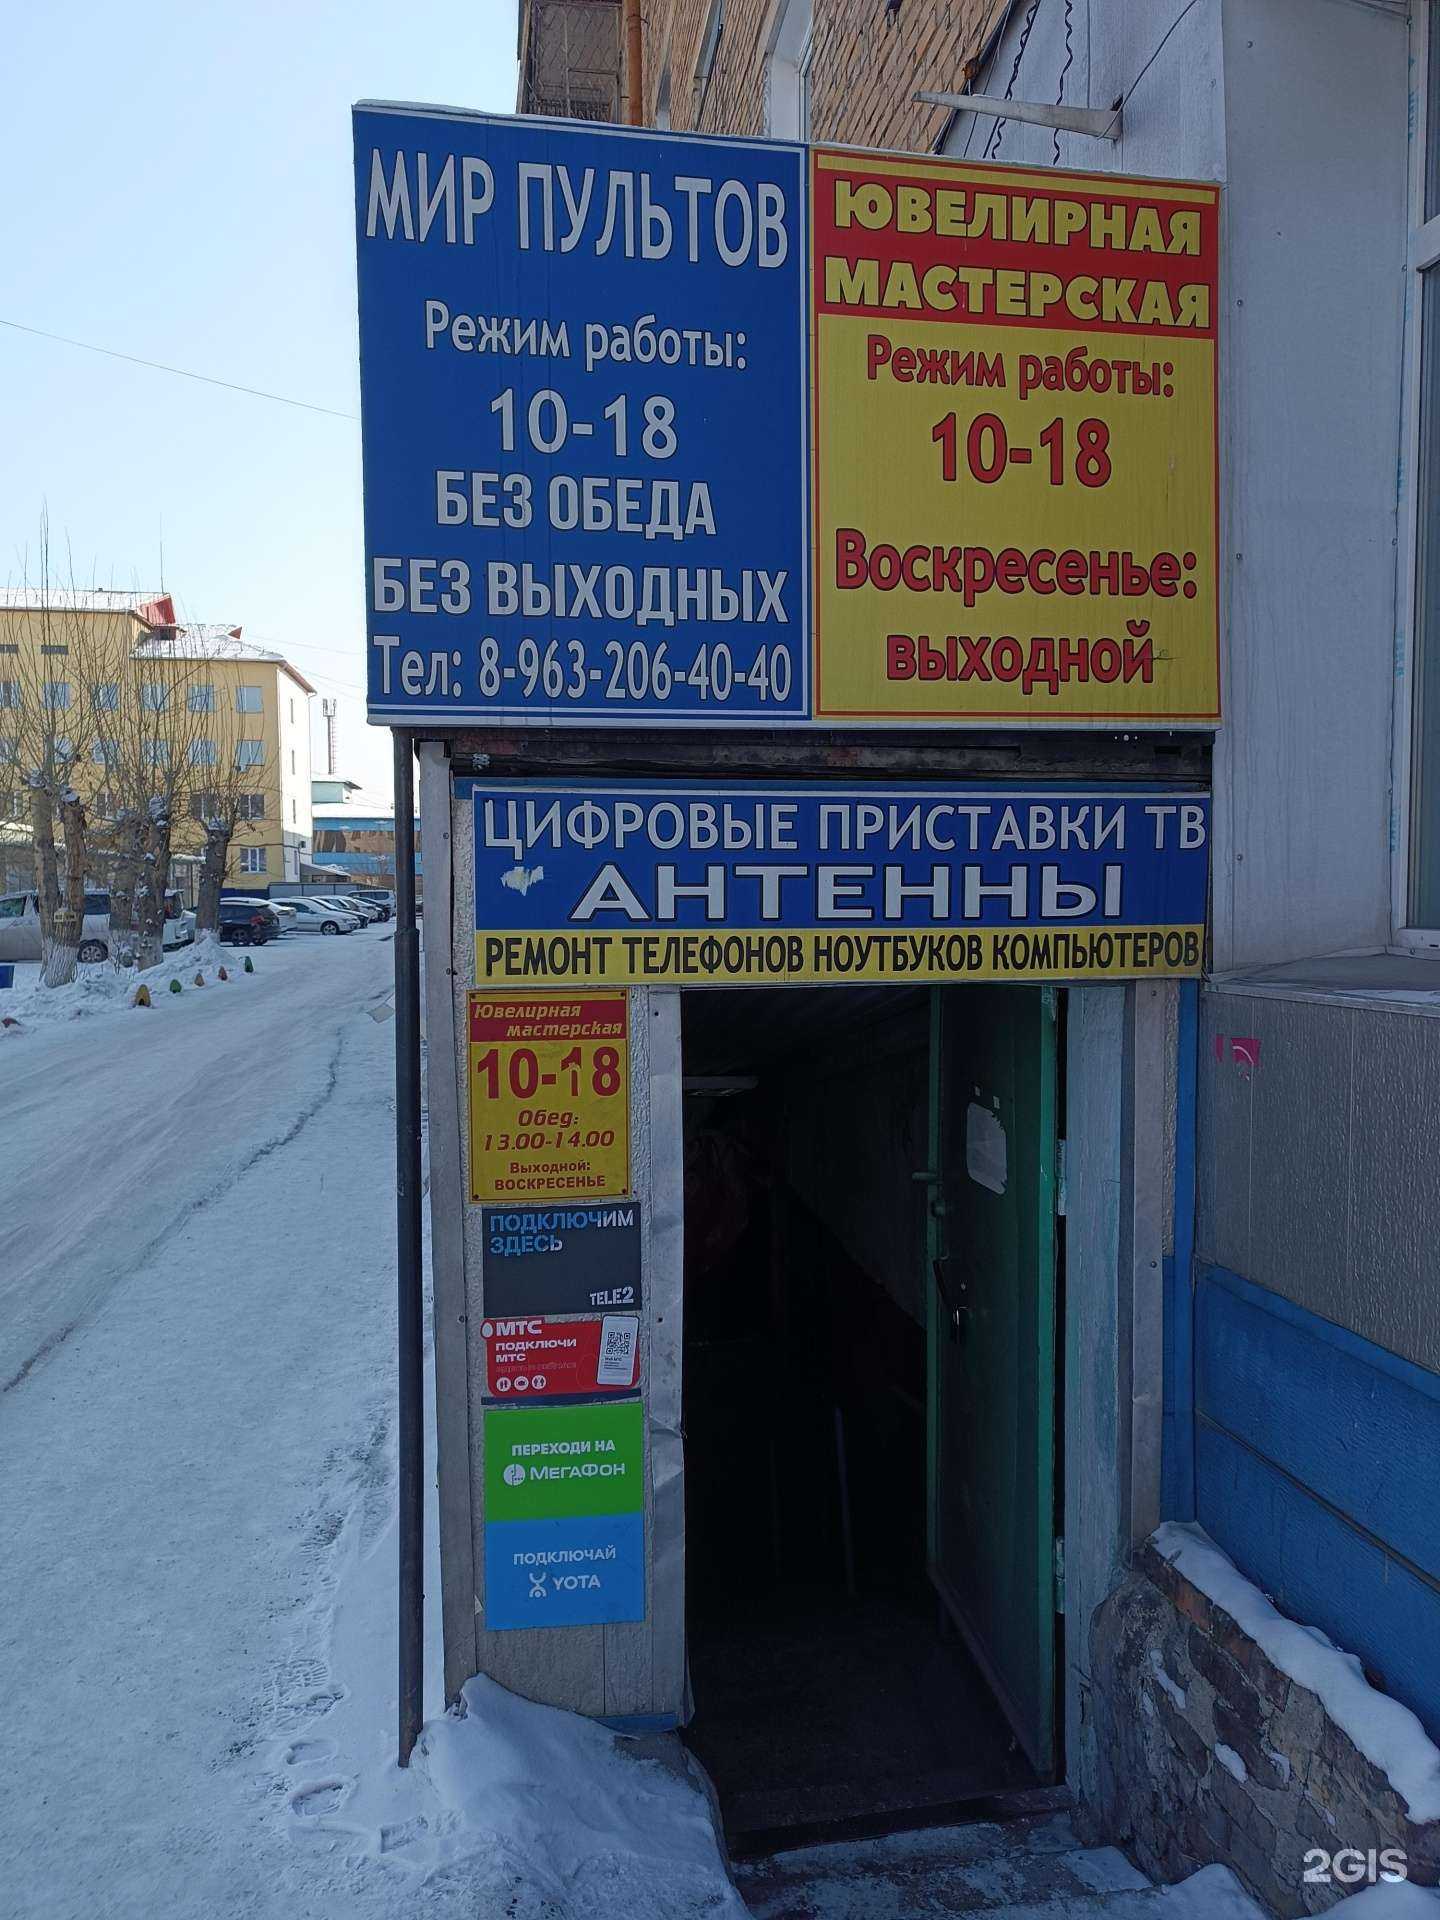 МИР ПУЛЬТОВ
Режим работы:
10-18
БЕЗ ОБЕДА
БЕЗ ВЫХОДНЫХ
Тел: 8-963-206-40-40
ЮВЕЛИРНАЯ
МАСТЕРСКАЯ
Режим работы:
10-18
Воскресенье:
выходной
ЦИФРОВЫЕ ПРИСТАВКИ ТВ
АНТЕННЫ
РЕМОНТ ТЕЛЕФОНОВ НОУТБУКОВ КОМПЬЮТЕРОВ
Ювелирная
мастерская
10-18
Обед:
13.00-14.00
Выходной:
ВОСКРЕСЕНЬЕ
ПОДКЛЮЧИМ
ЗДЕСЬ
TELE2
МТС
ПОДКЛЮЧИ
МТС
ПЕРЕХОДИ НА
МЕГАФОН
ПОДКЛЮЧАЙ
YOTA
2GIS